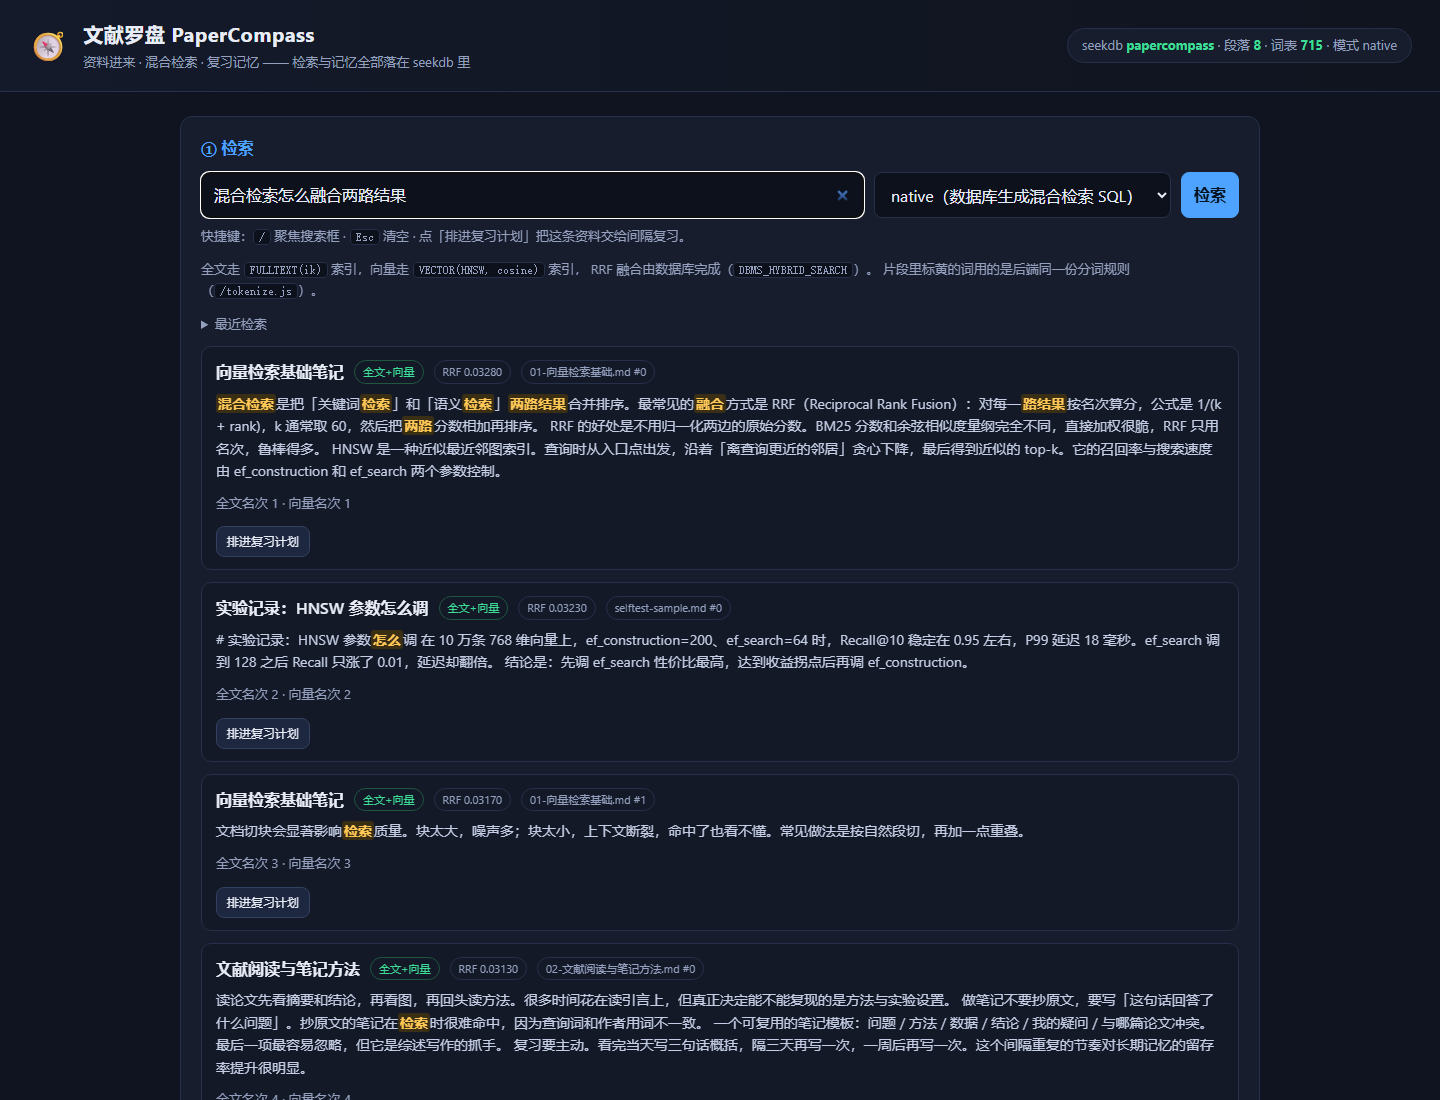 文献罗盘 PaperCompass
资料进来 · 混合检索 · 复习记忆 —— 检索与记忆全部落在 seekdb 里
seekdb papercompass · 段落 8 · 词表 715 · 模式 native
① 检索
混合检索怎么融合两路结果
native（数据库生成混合检索 SQL）
检索
快捷键： / 聚焦搜索框 · Esc 清空 · 点「排进复习计划」把这条资料交给间隔复习。
全文走 FULLTEXT(ik) 索引，向量走 VECTOR(HNSW, cosine) 索引， RRF 融合由数据库完成（ DBMS_HYBRID_SEARCH ）。 片段里标黄的词用的是后端同一份分词规则
（ /tokenize.js ）。
▶ 最近检索
向量检索基础笔记 全文+向量 RRF 0.03280 01-向量检索基础.md #0
混合检索是把「关键词检索」和「语义检索」两路结果合并排序。最常见的融合方式是 RRF（Reciprocal Rank Fusion）：对每一路结果按名次算分，公式是 1/(k
+ rank)，k 通常取 60，然后把两路分数相加再排序。 RRF 的好处是不用归一化两边的原始分数。BM25 分数和余弦相似度量纲完全不同，直接加权很脆，RRF 只用
名次，鲁棒得多。 HNSW 是一种近似最近邻图索引。查询时从入口点出发，沿着「离查询更近的邻居」贪心下降，最后得到近似的 top-k。它的召回率与搜索速度
由 ef_construction 和 ef_search 两个参数控制。
全文名次 1 · 向量名次 1
排进复习计划
实验记录：HNSW 参数怎么调 全文+向量 RRF 0.03230 selftest-sample.md #0
# 实验记录：HNSW 参数怎么调 在 10 万条 768 维向量上，ef_construction=200、ef_search=64 时，Recall@10 稳定在 0.95 左右，P99 延迟 18 毫秒。ef_search 调
到 128 之后 Recall 只涨了 0.01，延迟却翻倍。 结论是：先调 ef_search 性价比最高，达到收益拐点后再调 ef_construction。
全文名次 2 · 向量名次 2
排进复习计划
向量检索基础笔记 全文+向量 RRF 0.03170 01-向量检索基础.md #1
文档切块会显著影响检索质量。块太大，噪声多；块太小，上下文断裂，命中了也看不懂。常见做法是按自然段切，再加一点重叠。
全文名次 3 · 向量名次 3
排进复习计划
文献阅读与笔记方法 全文+向量 RRF 0.03130 02-文献阅读与笔记方法.md #0
读论文先看摘要和结论，再看图，再回头读方法。很多时间花在读引言上，但真正决定能不能复现的是方法与实验设置。 做笔记不要抄原文，要写「这句话回答了
什么问题」。抄原文的笔记在检索时很难命中，因为查询词和作者用词不一致。 一个可复用的笔记模板：问题 / 方法 / 数据 / 结论 / 我的疑问 / 与哪篇论文冲突。
最后一项最容易忽略，但它是综述写作的抓手。 复习要主动。看完当天写三句话概括，隔三天再写一次，一周后再写一次。这个间隔重复的节奏对长期记忆的留存
率提升很明显。
全文名次 4 · 向量名次 4